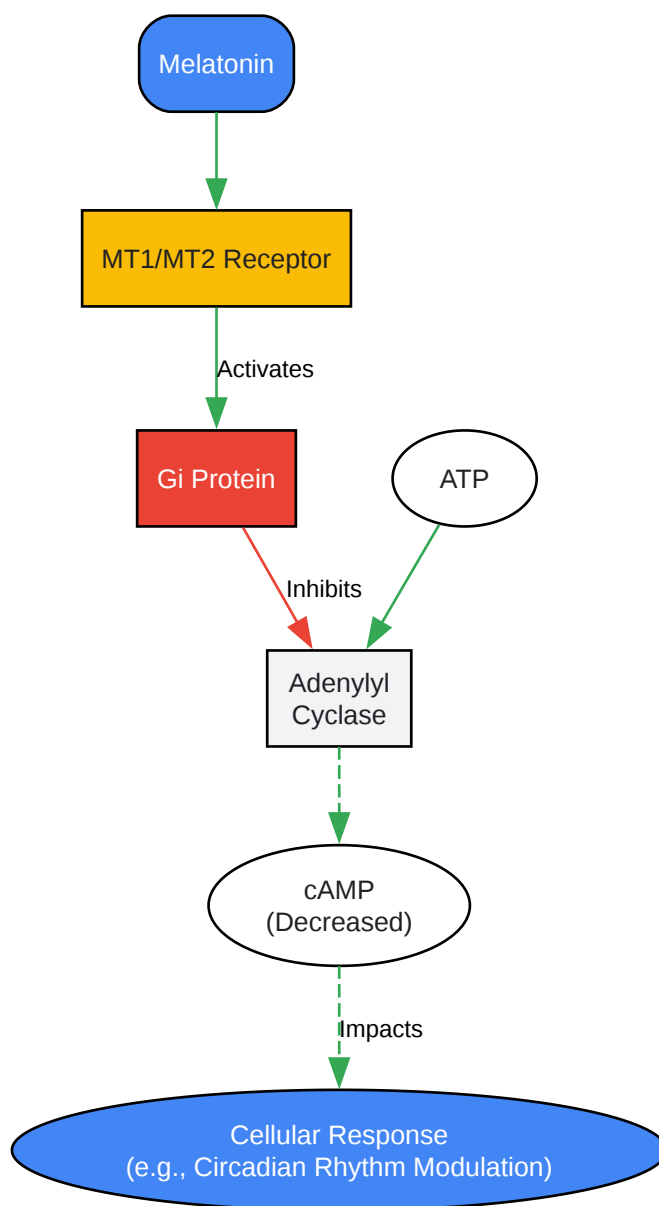 Melatonin
MT1/MT2 Receptor
Activates
Gi Protein
ATP
Inhibits
Adenylyl
Cyclase
cAMP
(Decreased)
Impacts
Cellular Response
(e.g., Circadian Rhythm Modulation)